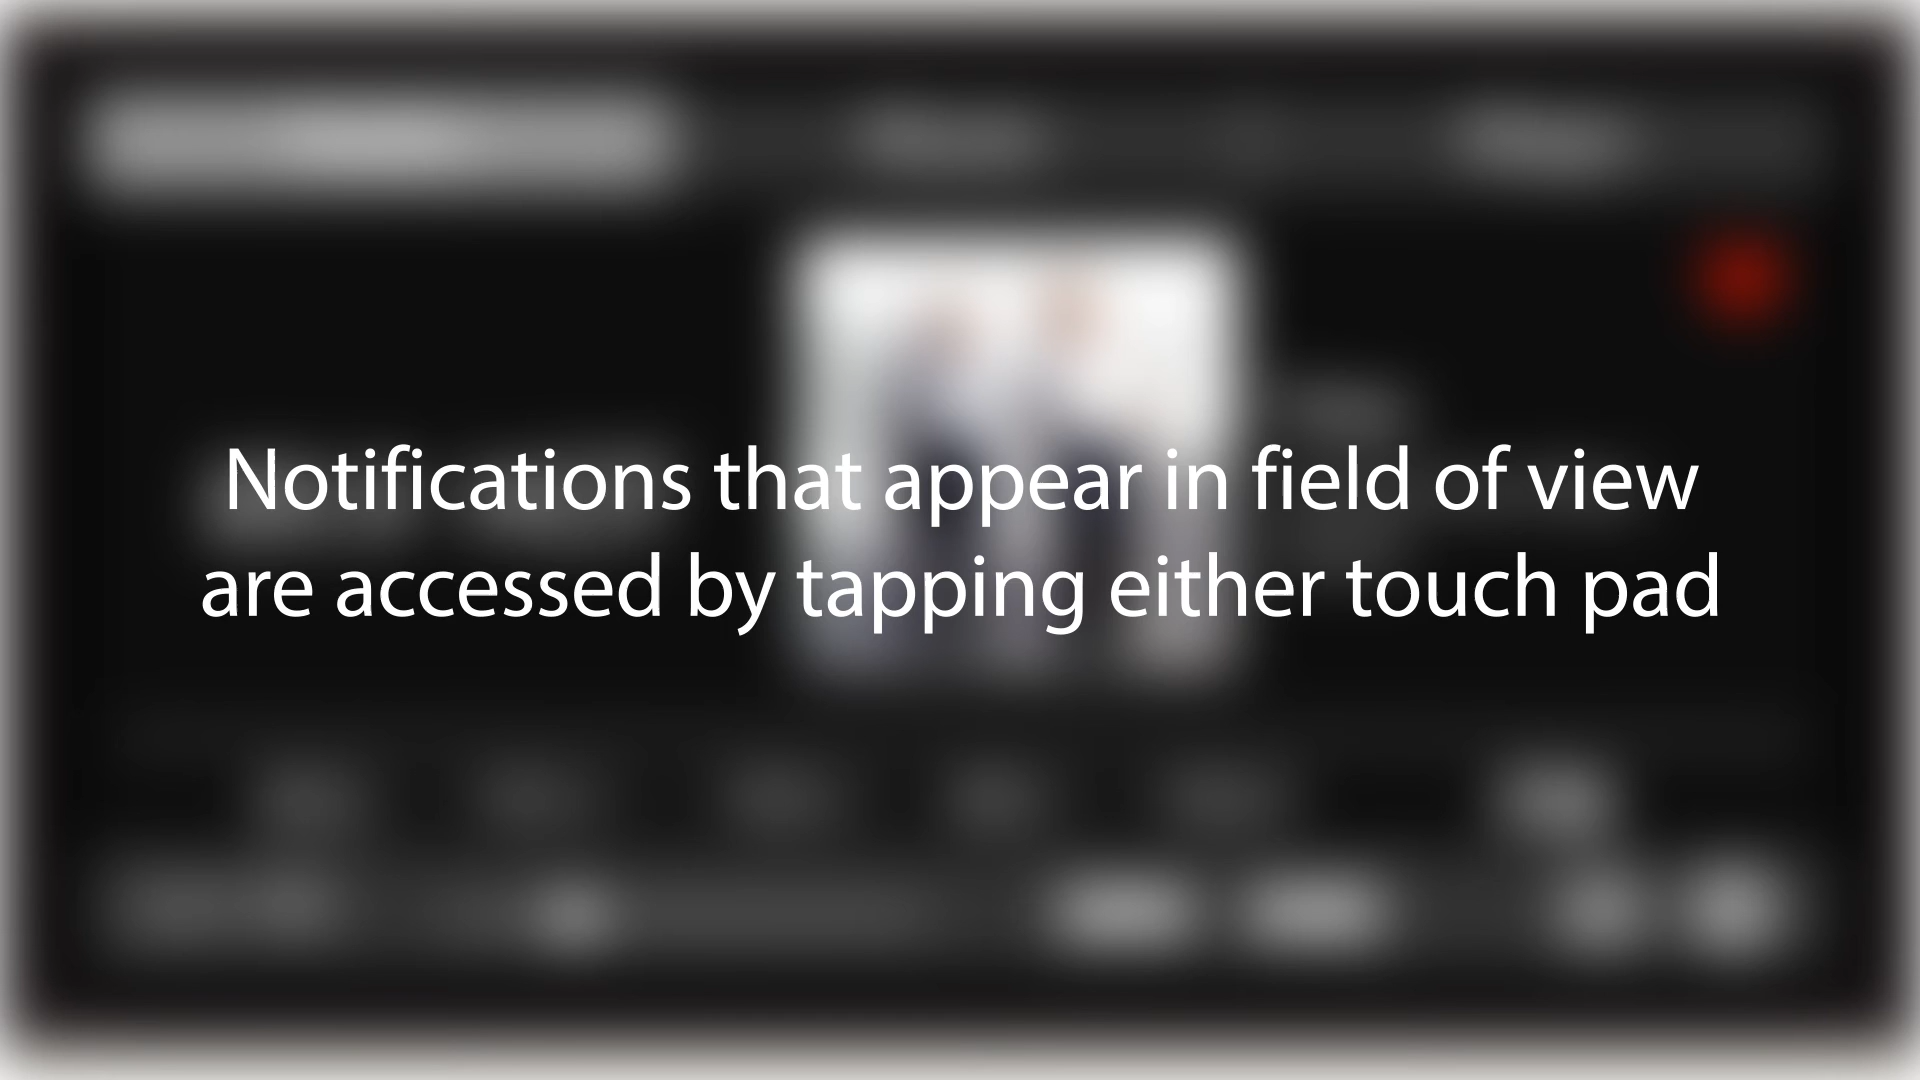 Notifications that appear in field of view
are accessed by tapping either touch pad